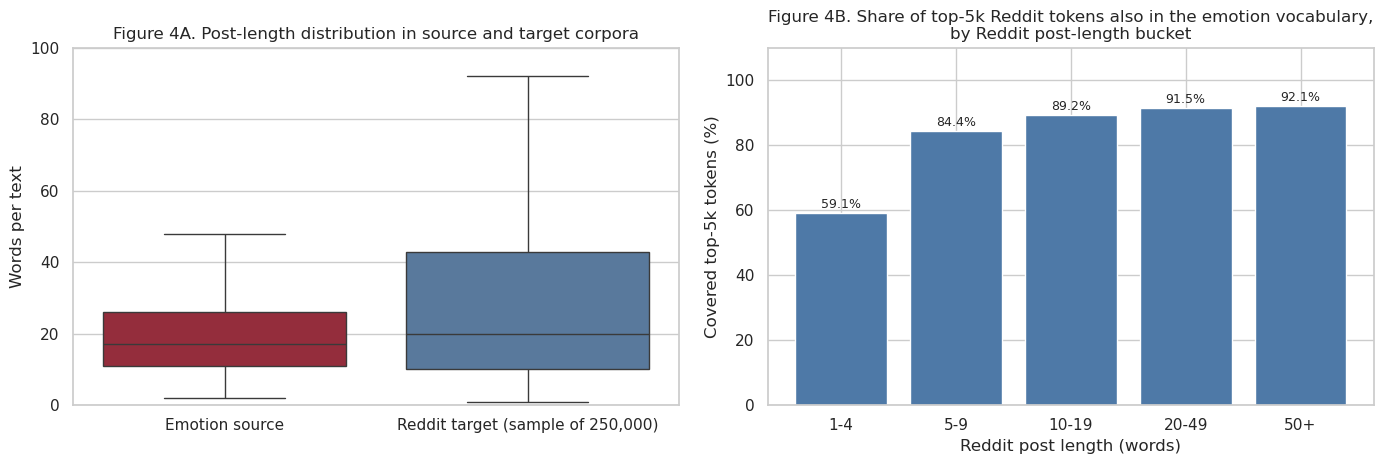 Figure 4A. Post-length distribution in source and target corpora
Words per text
100
80
60
40
20
0
Emotion source
Reddit target (sample of 250,000)
Figure 4B. Share of top-5k Reddit tokens also in the emotion vocabulary,
by Reddit post-length bucket
Covered top-5k tokens (%)
100
80
60
40
20
0
59.1%
84.4%
89.2%
91.5%
92.1%
1-4
5-9
10-19
20-49
50+
Reddit post length (words)